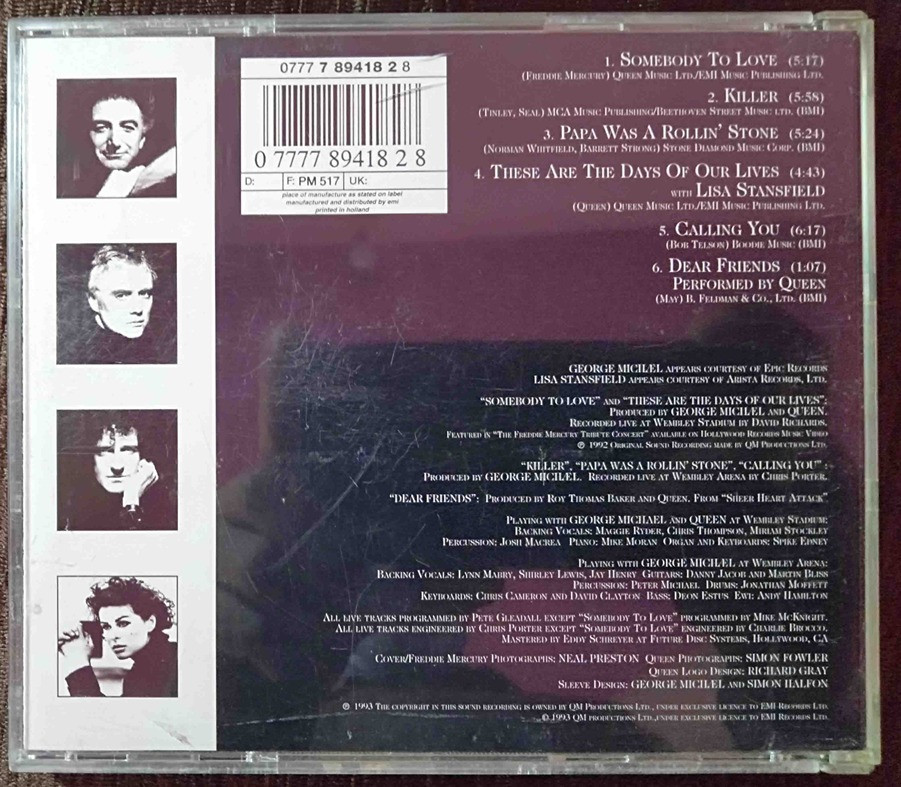 0777 7 89418 2 8
0 7777 89418 2 8
D: F: PM 517 UK:
place of manufacture as stated on label
manufactured and distributed by emi
printed in holland
1. SOMEBODY TO LOVE (5:17)
(FREDDIE MERCURY) QUEEN MUSIC LTD./EMI MUSIC PUBLISHING LTD.
2. KILLER (5:58)
(TINLEY, SEAL) MCA MUSIC PUBLISHING/BEETHOVEN STREET MUSIC LTD. (BMI)
3. PAPA WAS A ROLLIN' STONE (5:24)
(NORMAN WHITFIELD, BARRETT STRONG) STONE DIAMOND MUSIC CORP. (BMI)
4. THESE ARE THE DAYS OF OUR LIVES (4:43)
WITH LISA STANSFIELD
(QUEEN) QUEEN MUSIC LTD./EMI MUSIC PUBLISHING LTD.
5. CALLING YOU (6:17)
(BOB TELSON) BOODIE MUSIC (BMI)
6. DEAR FRIENDS (1:07)
PERFORMED BY QUEEN
(MAY) B. FELDMAN & CO., LTD. (BMI)
GEORGE MICHAEL APPEARS COURTESY OF EPIC RECORDS
LISA STANSFIELD APPEARS COURTESY OF ARISTA RECORDS, LTD.
"SOMEBODY TO LOVE" AND "THESE ARE THE DAYS OF OUR LIVES":
PRODUCED BY GEORGE MICHAEL AND QUEEN.
RECORDED LIVE AT WEMBLEY STADIUM BY DAVID RICHARDS.
FEATURED IN "THE FREDDIE MERCURY TRIBUTE CONCERT" AVAILABLE ON HOLLYWOOD RECORDS MUSIC VIDEO
℗ 1992 ORIGINAL SOUND RECORDING MADE BY QM PRODUCTIONS LTD.
"KILLER", "PAPA WAS A ROLLIN' STONE", "CALLING YOU" :
PRODUCED BY GEORGE MICHAEL. RECORDED LIVE AT WEMBLEY ARENA BY CHRIS PORTER.
"DEAR FRIENDS": PRODUCED BY ROY THOMAS BAKER AND QUEEN. FROM "SHEER HEART ATTACK"
PLAYING WITH GEORGE MICHAEL AND QUEEN AT WEMBLEY STADIUM:
BACKING VOCALS: MAGGIE RYDER, CHRIS THOMPSON, MIRIAM STOCKLEY
PERCUSSION: JOSH MACREA PIANO: MIKE MORAN ORGAN AND KEYBOARDS: SPIKE EDNEY
PLAYING WITH GEORGE MICHAEL AT WEMBLEY ARENA:
BACKING VOCALS: LYNN MABRY, SHIRLEY LEWIS, JAY HENRY GUITARS: DANNY JACOB AND MARTIN BLISS
PERCUSSION: PETER MICHAEL DRUMS: JONATHAN MOFFETT
KEYBOARDS: CHRIS CAMERON AND DAVID CLAYTON BASS: DEON ESTUS EWI: ANDY HAMILTON
ALL LIVE TRACKS PROGRAMMED BY PETE GLEADALL EXCEPT "SOMEBODY TO LOVE" PROGRAMMED BY MIKE MCKNIGHT.
ALL LIVE TRACKS ENGINEERED BY CHRIS PORTER EXCEPT "SOMEBODY TO LOVE" ENGINEERED BY CHARLIE BROCCO.
MASTERED BY EDDY SCHREYER AT FUTURE DISC SYSTEMS, HOLLYWOOD, CA
COVER/FREDDIE MERCURY PHOTOGRAPHS: NEAL PRESTON QUEEN PHOTOGRAPHS: SIMON FOWLER
QUEEN LOGO DESIGN: RICHARD GRAY
SLEEVE DESIGN: GEORGE MICHAEL AND SIMON HALFON
℗ 1993 THE COPYRIGHT IN THIS SOUND RECORDING IS OWNED BY QM PRODUCTIONS LTD., UNDER EXCLUSIVE LICENCE TO EMI RECORDS LTD.
© 1993 QM PRODUCTIONS LTD., UNDER EXCLUSIVE LICENCE TO EMI RECORDS LTD.